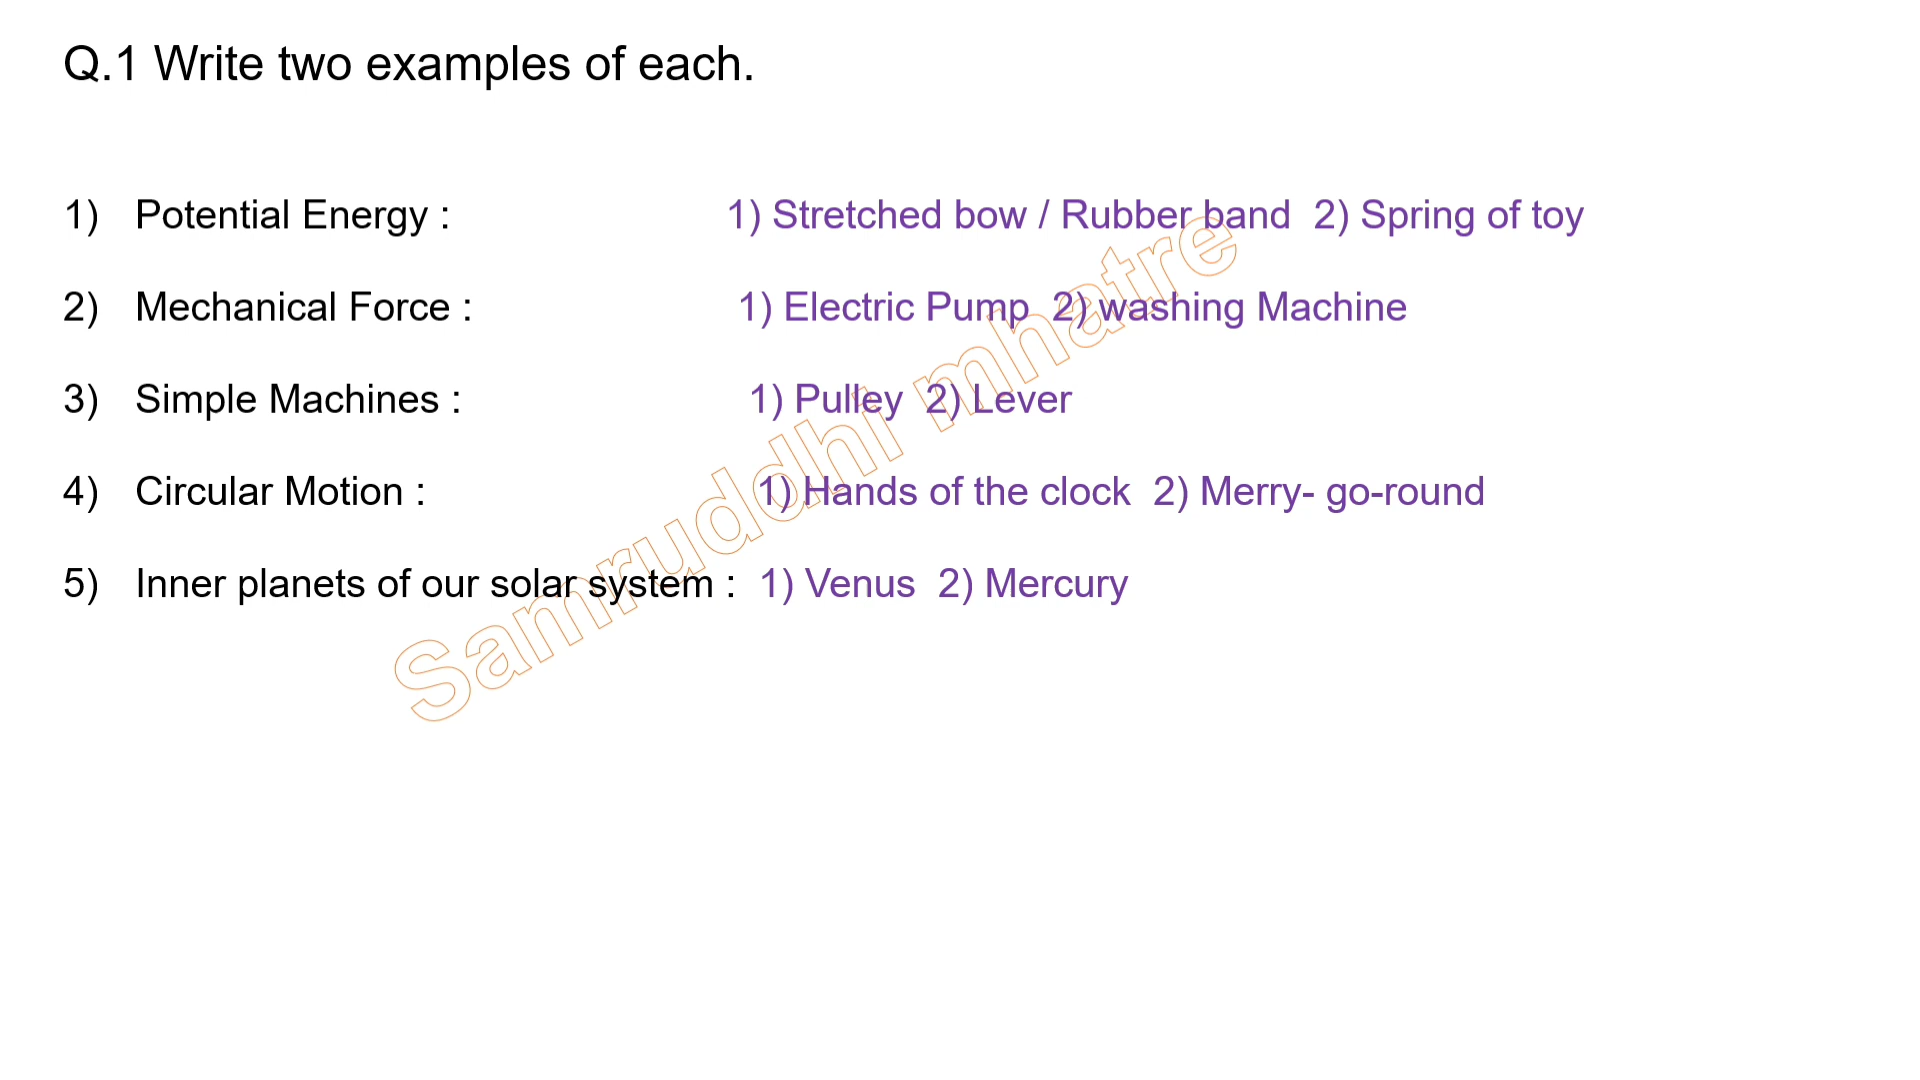 Q.1 Write two examples of each.
1) Potential Energy : 1) Stretched bow / Rubber band 2) Spring of toy
2) Mechanical Force : 1) Electric Pump 2) washing Machine
3) Simple Machines : 1) Pulley 2) Lever
4) Circular Motion : 1) Hands of the clock 2) Merry- go-round
5) Inner planets of our solar system : 1) Venus 2) Mercury
Samruddhi mhatre